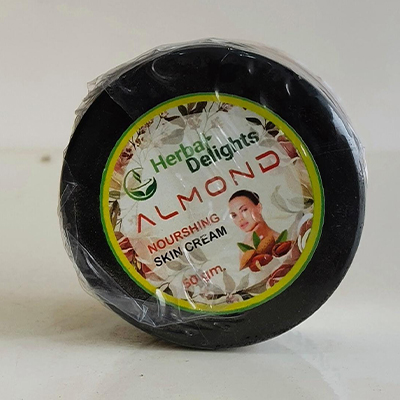 Herbal
Delights
ALMOND
NOURSHING
SKIN CREAM
50 gm.